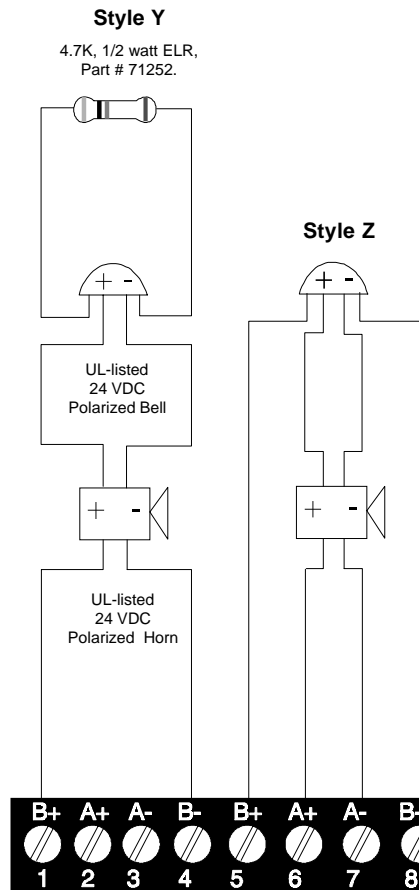 Style Y
4.7K, 1/2 watt ELR,
Part # 71252.
Style Z
+ -
+ -
UL-listed
24 VDC
Polarized Bell
+ -
+ -
UL-listed
24 VDC
Polarized Horn
B+ A+ A- B- B+ A+ A- B-
1 2 3 4 5 6 7 8